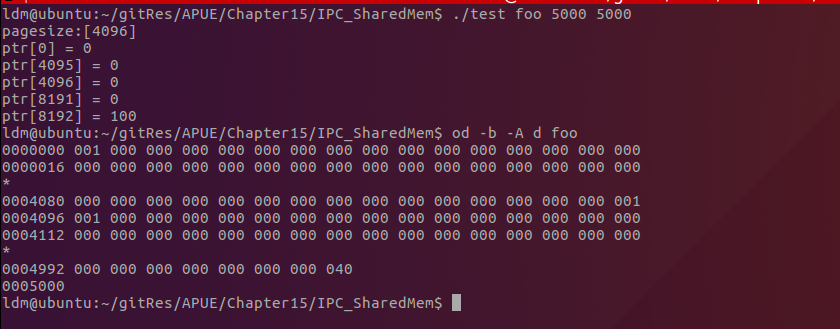 ldm@ubuntu:~/gitRes/APUE/Chapter15/IPC_SharedMem$ ./test foo 5000 5000
pagesize:[4096]
ptr[0] = 0
ptr[4095] = 0
ptr[4096] = 0
ptr[8191] = 0
ptr[8192] = 100
ldm@ubuntu:~/gitRes/APUE/Chapter15/IPC_SharedMem$ od -b -A d foo
0000000 001 000 000 000 000 000 000 000 000 000 000 000 000 000 000 000
0000016 000 000 000 000 000 000 000 000 000 000 000 000 000 000 000 000
*
0004080 000 000 000 000 000 000 000 000 000 000 000 000 000 000 000 001
0004096 001 000 000 000 000 000 000 000 000 000 000 000 000 000 000 000
0004112 000 000 000 000 000 000 000 000 000 000 000 000 000 000 000 000
*
0004992 000 000 000 000 000 000 000 040
0005000
ldm@ubuntu:~/gitRes/APUE/Chapter15/IPC_SharedMem$